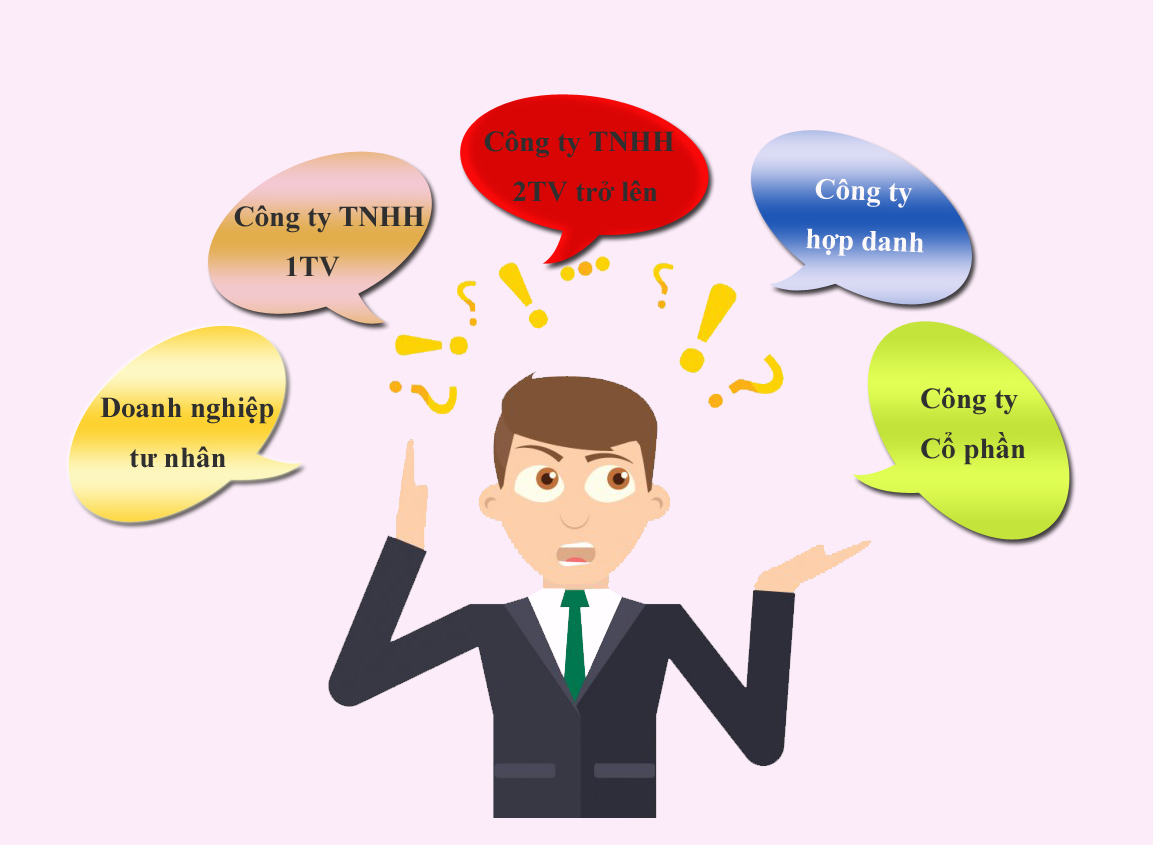 Công ty TNHH
2TV trở lên
Công ty TNHH
1TV
Công ty
hợp danh
Doanh nghiệp
tư nhân
Công ty
Cổ phần